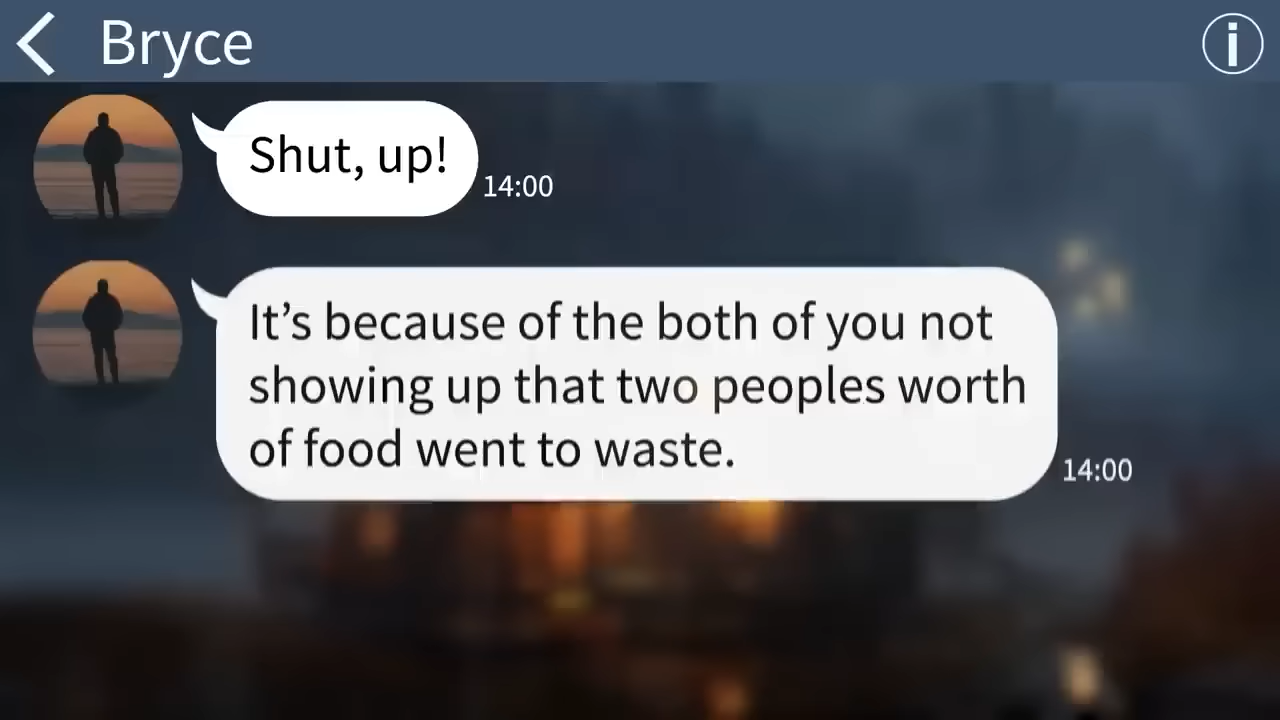 Bryce
Shut, up!
14:00
It’s because of the both of you not
showing up that two peoples worth
of food went to waste.
14:00